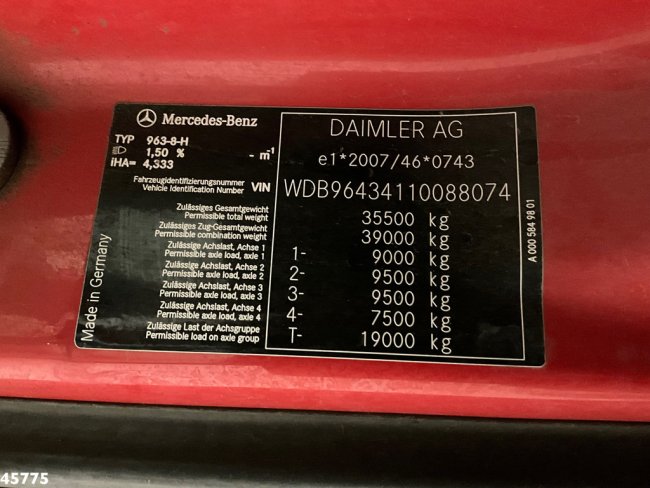 Mercedes-Benz
TYP 963-8-H
1,50 % - m⁻¹
iHA= 4,333
Fahrzeugidentifizierungsnummer
Vehicle Identification Number VIN
Zulässiges Gesamtgewicht
Permissible total weight
Zulässiges Zug-Gesamtgewicht
Permissible combination weight
Zulässige Achslast, Achse 1
Permissible axle load, axle 1
Zulässige Achslast, Achse 2
Permissible axle load, axle 2
Zulässige Achslast, Achse 3
Permissible axle load, axle 3
Zulässige Achslast, Achse 4
Permissible axle load, axle 4
Zulässige Last der Achsgruppe
Permissible load on axle group
DAIMLER AG
e1*2007/46*0743
WDB96434110088074
35500 kg
39000 kg
1- 9000 kg
2- 9500 kg
3- 9500 kg
4- 7500 kg
T- 19000 kg
Made in Germany
A 000 584 98 01
45775